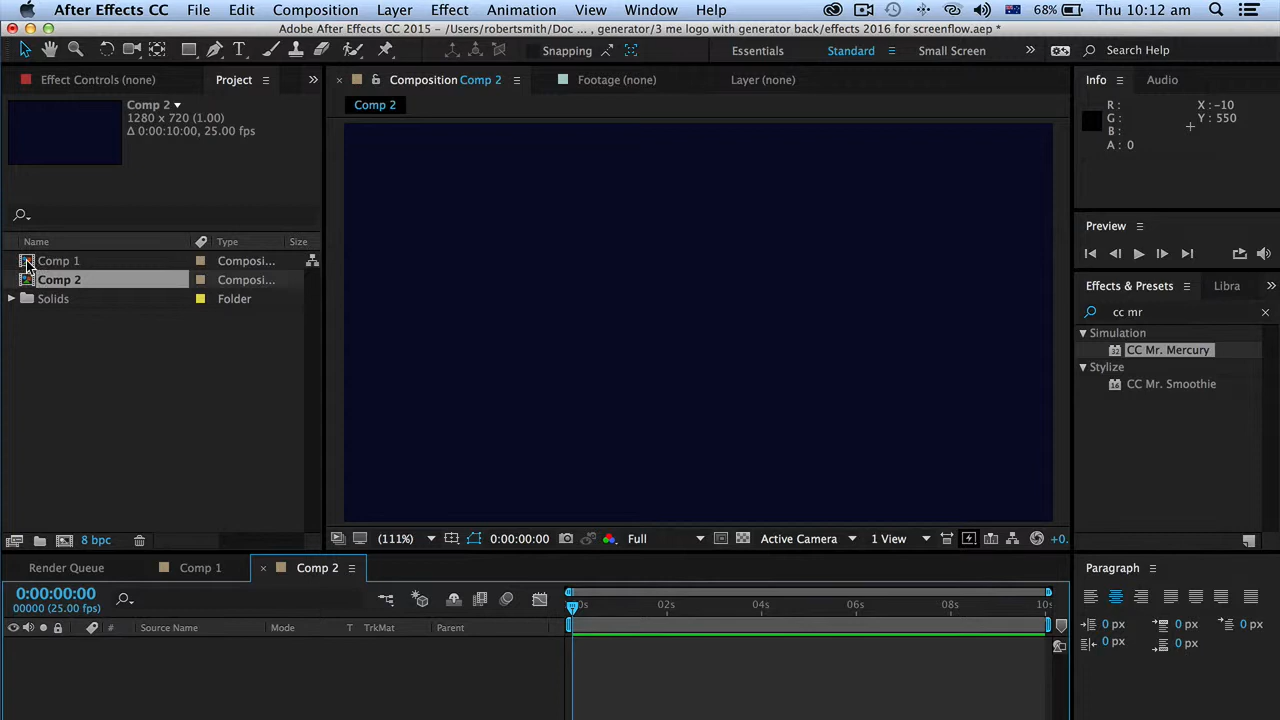 After Effects CC File Edit Composition Layer Effect Animation View Window Help 68% Thu 10:12 am
Adobe After Effects CC 2015 - /Users/robertsmith/Doc ... , generator/3 me logo with generator back/effects 2016 for screenflow.aep *
Snapping Essentials Standard Small Screen Search Help
Effect Controls (none) Project
Composition Comp 2 Footage (none) Layer (none)
Info Audio
Comp 2
1280 x 720 (1.00)
Δ 0:00:10:00, 25.00 fps
Comp 2
R :
G :
B :
A : 0
X : -10
Y : 550
Preview
Name Type Size
Comp 1 Composi...
Comp 2 Composi...
Solids Folder
Effects & Presets Libra
cc mr
Simulation
32 CC Mr. Mercury
Stylize
16 CC Mr. Smoothie
8 bpc
(111%) 0:00:00:00 Full Active Camera 1 View +0.
Render Queue Comp 1 Comp 2
Paragraph
0:00:00:00
00000 (25.00 fps)
0s 02s 04s 06s 08s 10s
# Source Name Mode T TrkMat Parent
0 px 0 px 0 px
0 px 0 px